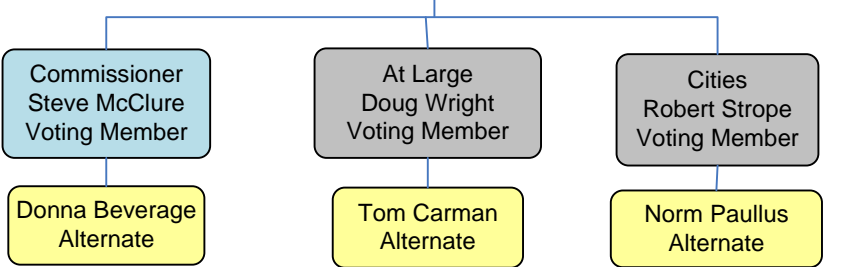 Commissioner
Steve McClure
Voting Member
At Large
Doug Wright
Voting Member
Cities
Robert Strope
Voting Member
Donna Beverage
Alternate
Tom Carman
Alternate
Norm Paullus
Alternate